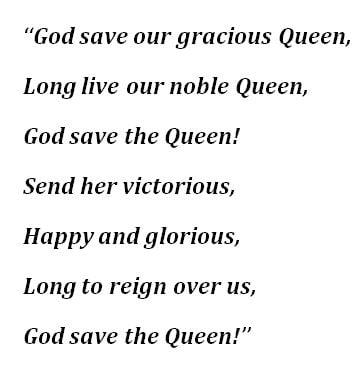 “God save our gracious Queen,
Long live our noble Queen,
God save the Queen!
Send her victorious,
Happy and glorious,
Long to reign over us,
God save the Queen!”